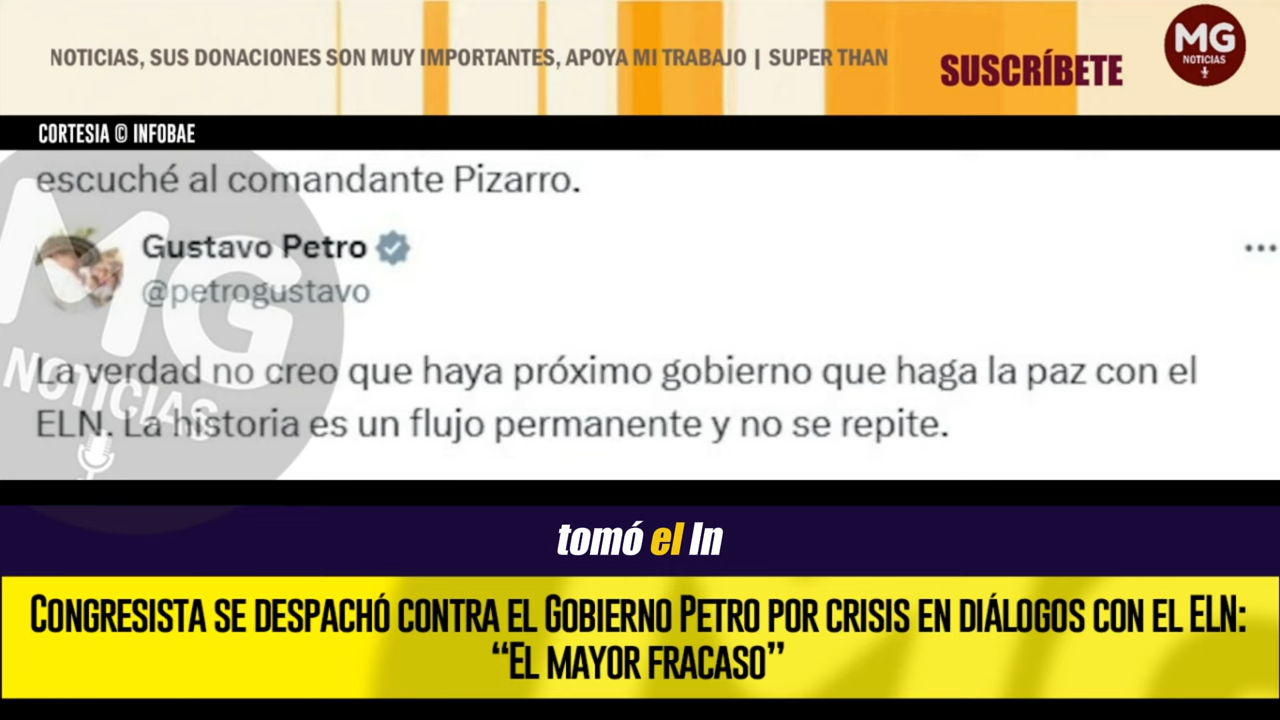 NOTICIAS, SUS DONACIONES SON MUY IMPORTANTES, APOYA MI TRABAJO | SUPER THAN
SUSCRÍBETE
MG
NOTICIAS
CORTESIA © INFOBAE
escuché al comandante Pizarro.
Gustavo Petro
@petrogustavo
La verdad no creo que haya próximo gobierno que haga la paz con el
ELN. La historia es un flujo permanente y no se repite.
MG
NOTICIAS
tomó el ln
CONGRESISTA SE DESPACHÓ CONTRA EL GOBIERNO PETRO POR CRISIS EN DIÁLOGOS CON EL ELN:
“EL MAYOR FRACASO”